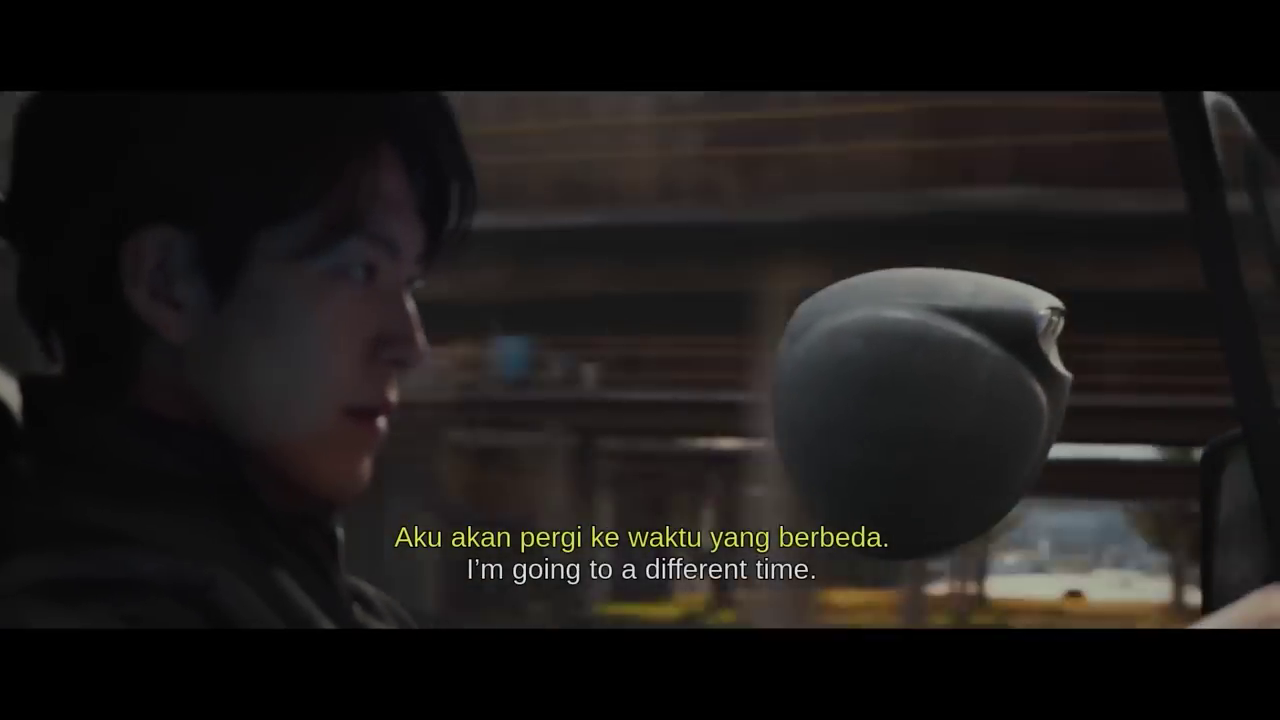 Aku akan pergi ke waktu yang berbeda.
I'm going to a different time.